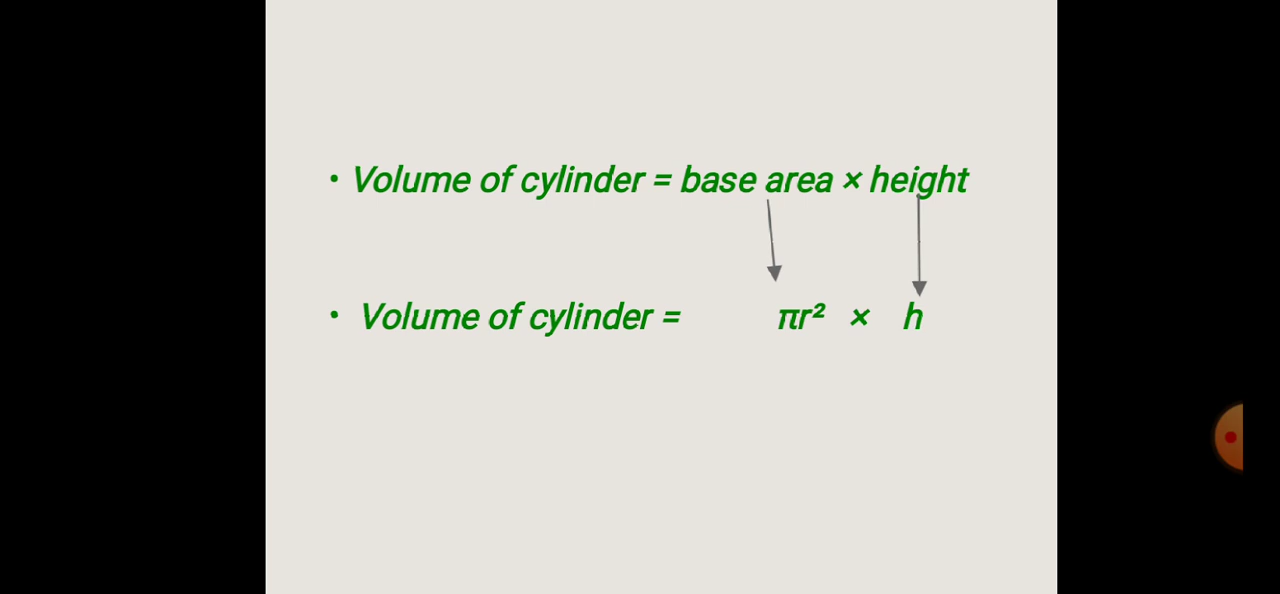 • Volume of cylinder = base area × height
• Volume of cylinder = πr² × h